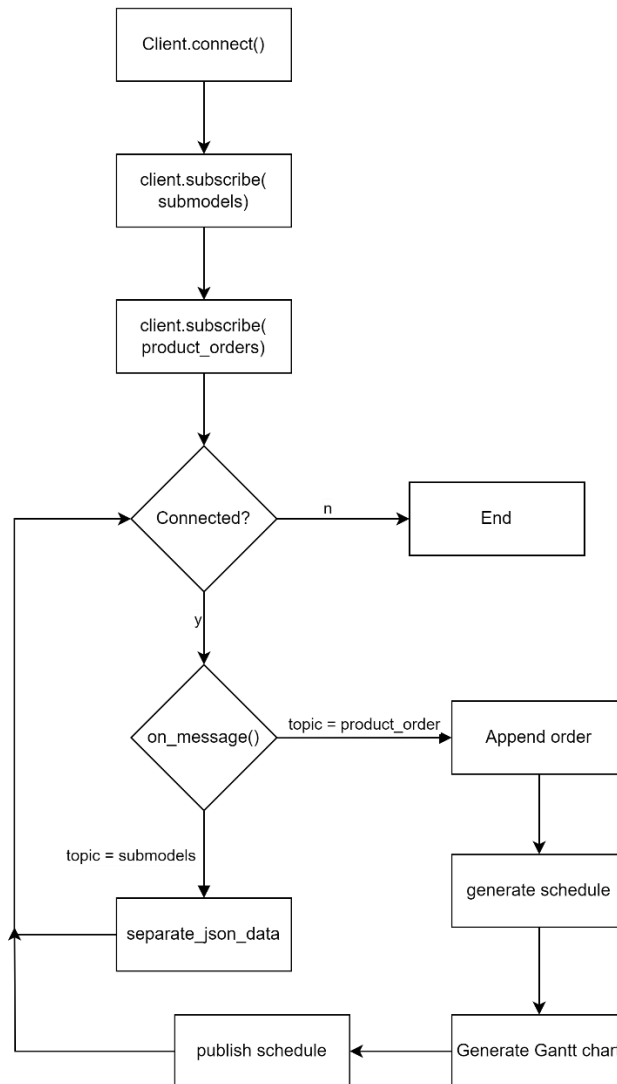 Client.connect()
client.subscribe(
submodels)
client.subscribe(
product_orders)
Connected?
n
End
y
on_message()
topic = product_order
Append order
topic = submodels
separate_json_data
generate schedule
publish schedule
Generate Gantt chart